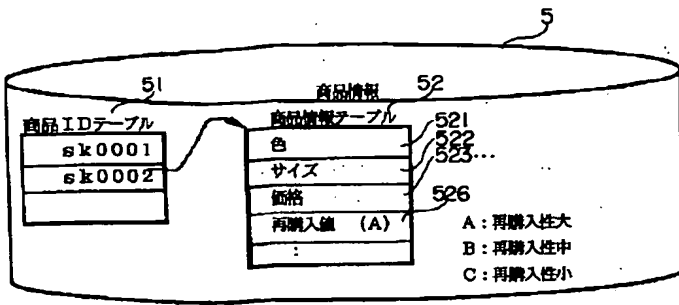 5
商品情報
51
52
商品IDテーブル
sk0001
sk0002
商品情報テーブル
色
521
サイズ
522
価格
523…
再購入値 (A)
526
:
A：再購入性大
B：再購入性中
C：再購入性小